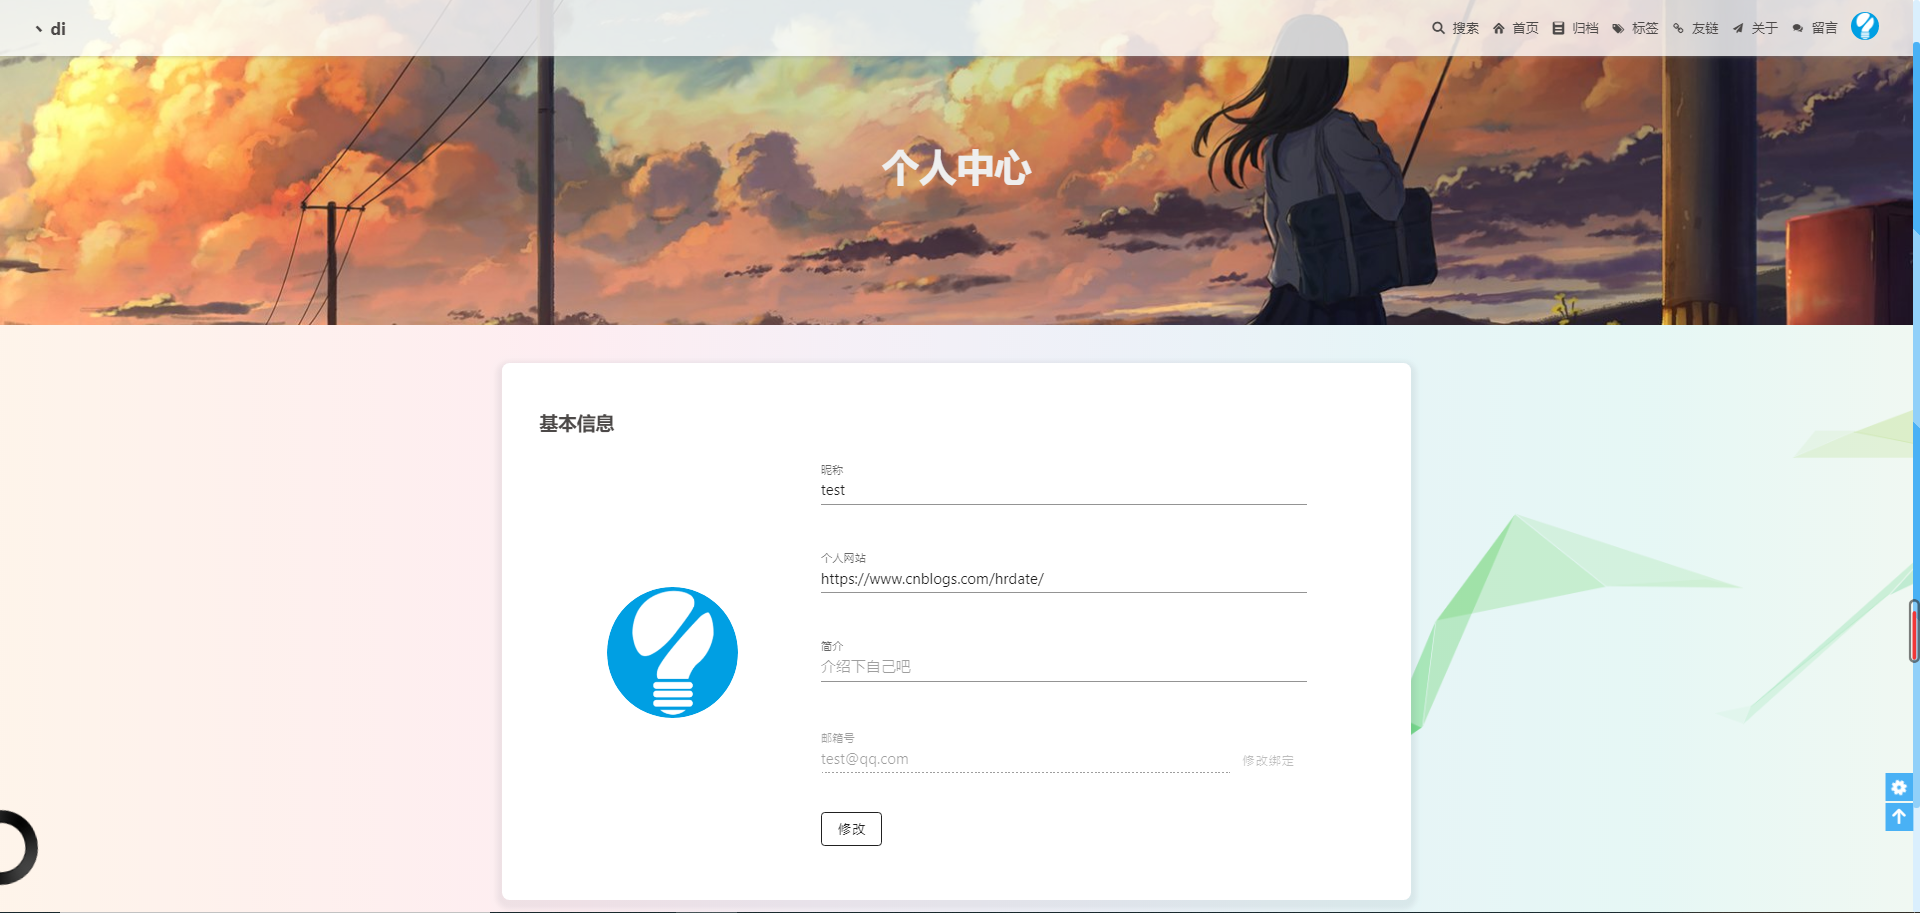 丶 di
搜索 首页 归档 标签 友链 关于 留言
个人中心
基本信息
昵称
test
个人网站
https://www.cnblogs.com/hrdate/
简介
介绍下自己吧
邮箱号
test@qq.com 修改绑定
修改